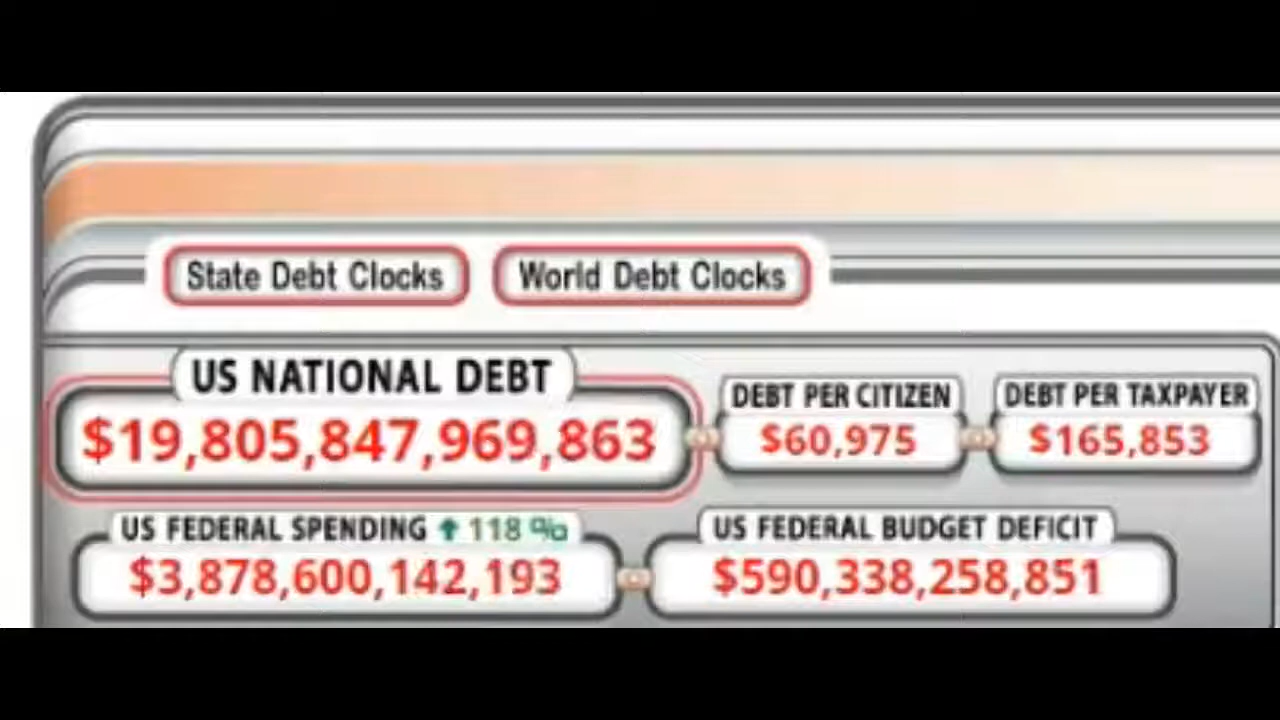 State Debt Clocks
World Debt Clocks
US NATIONAL DEBT
$19,805,847,969,863
DEBT PER CITIZEN
$60,975
DEBT PER TAXPAYER
$165,853
US FEDERAL SPENDING ⬆ 118 %
$3,878,600,142,193
US FEDERAL BUDGET DEFICIT
$590,338,258,851